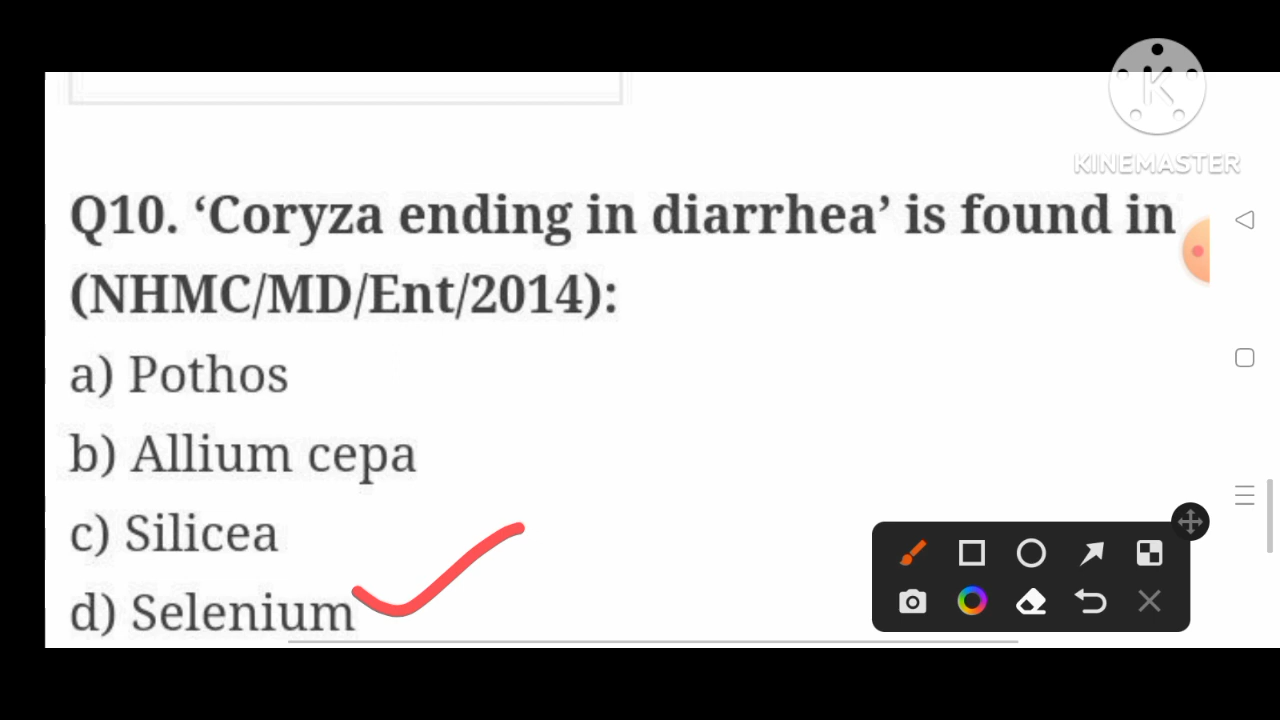 KINEMASTER
Q10. ‘Coryza ending in diarrhea’ is found in
(NHMC/MD/Ent/2014):
a) Pothos
b) Allium cepa
c) Silicea
d) Selenium